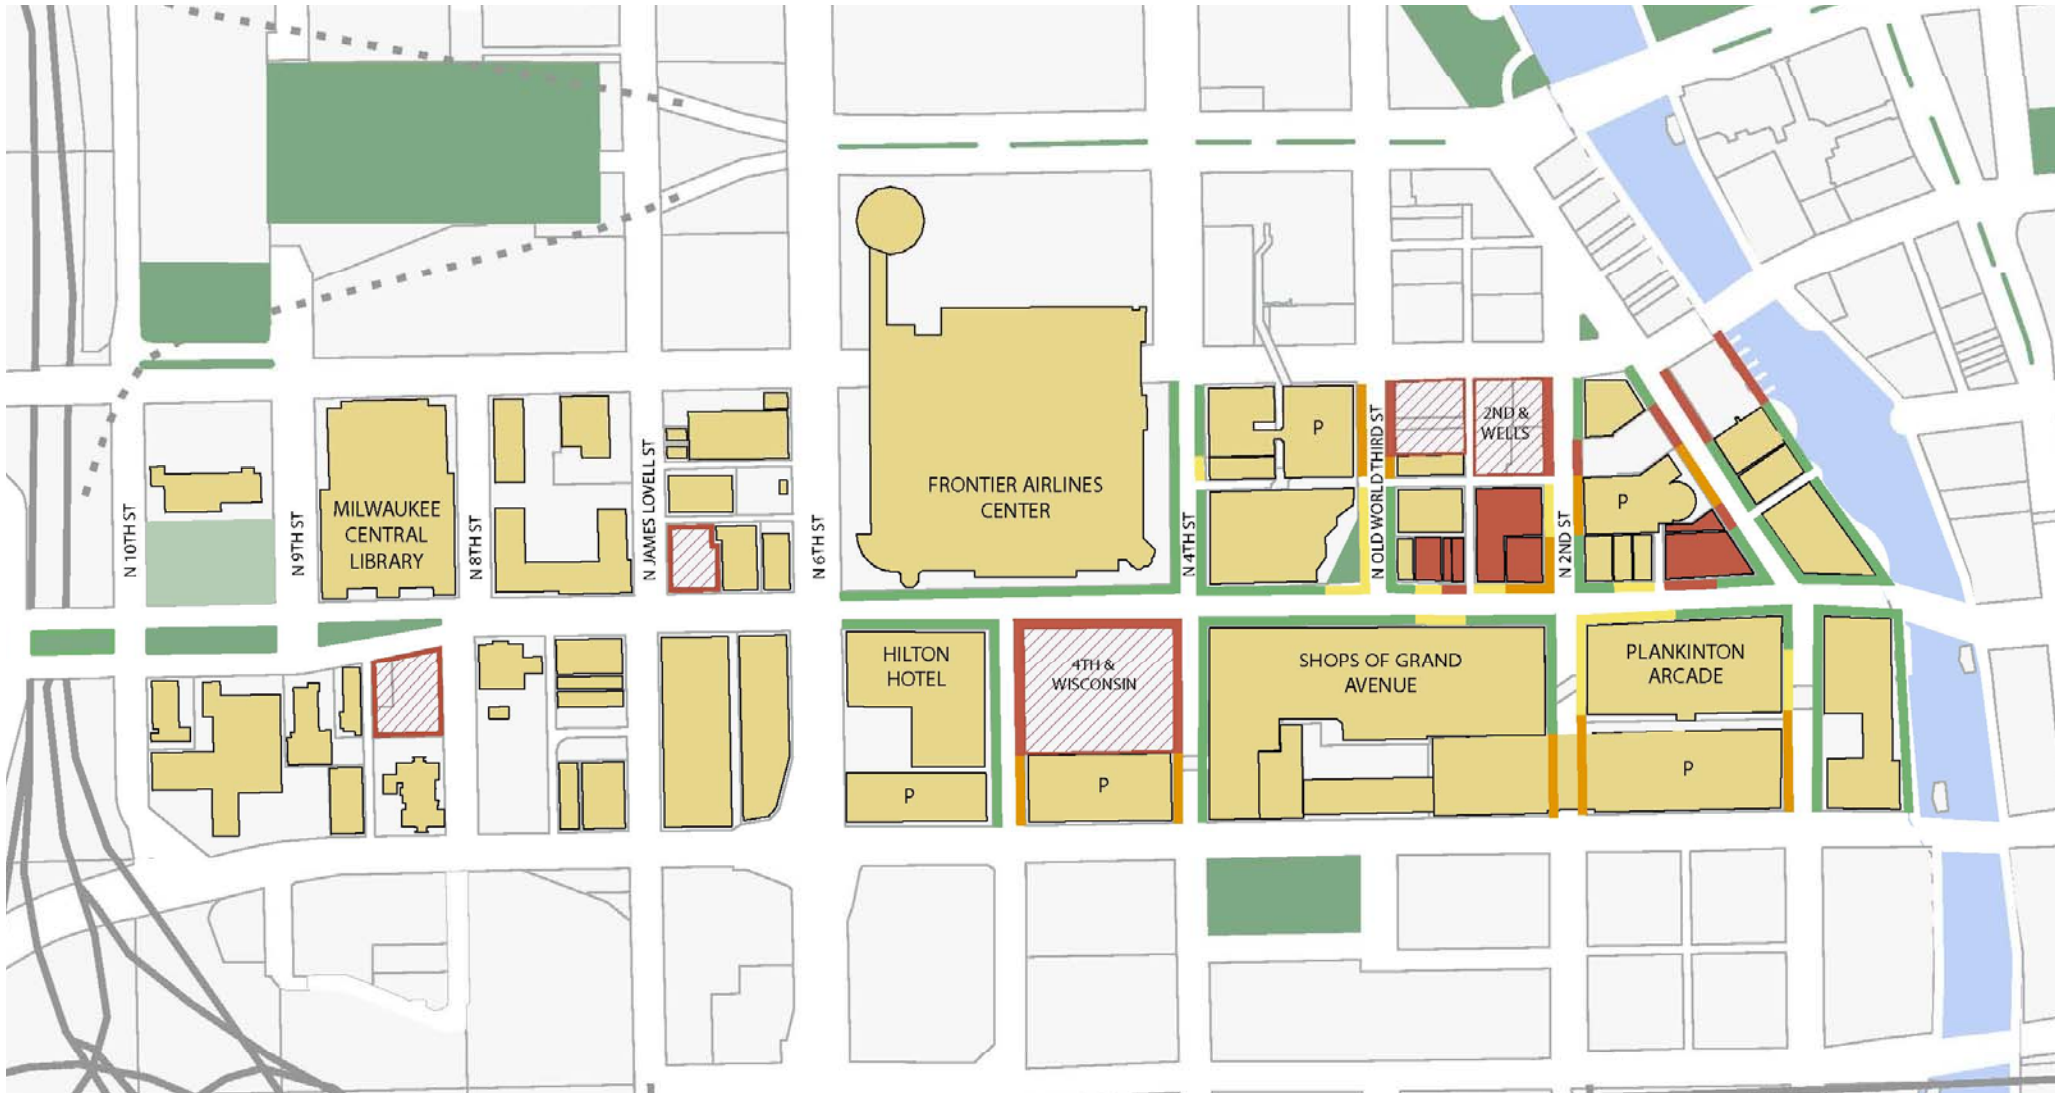 N 10TH ST
N 9TH ST
MILWAUKEE
CENTRAL
LIBRARY
N 8TH ST
N JAMES LOVELL ST
N 6TH ST
FRONTIER AIRLINES
CENTER
N 4TH ST
P
N OLD WORLD THIRD ST
2ND &
WELLS
N 2ND ST
P
HILTON
HOTEL
P
4TH &
WISCONSIN
P
SHOPS OF GRAND
AVENUE
PLANKINTON
ARCADE
P